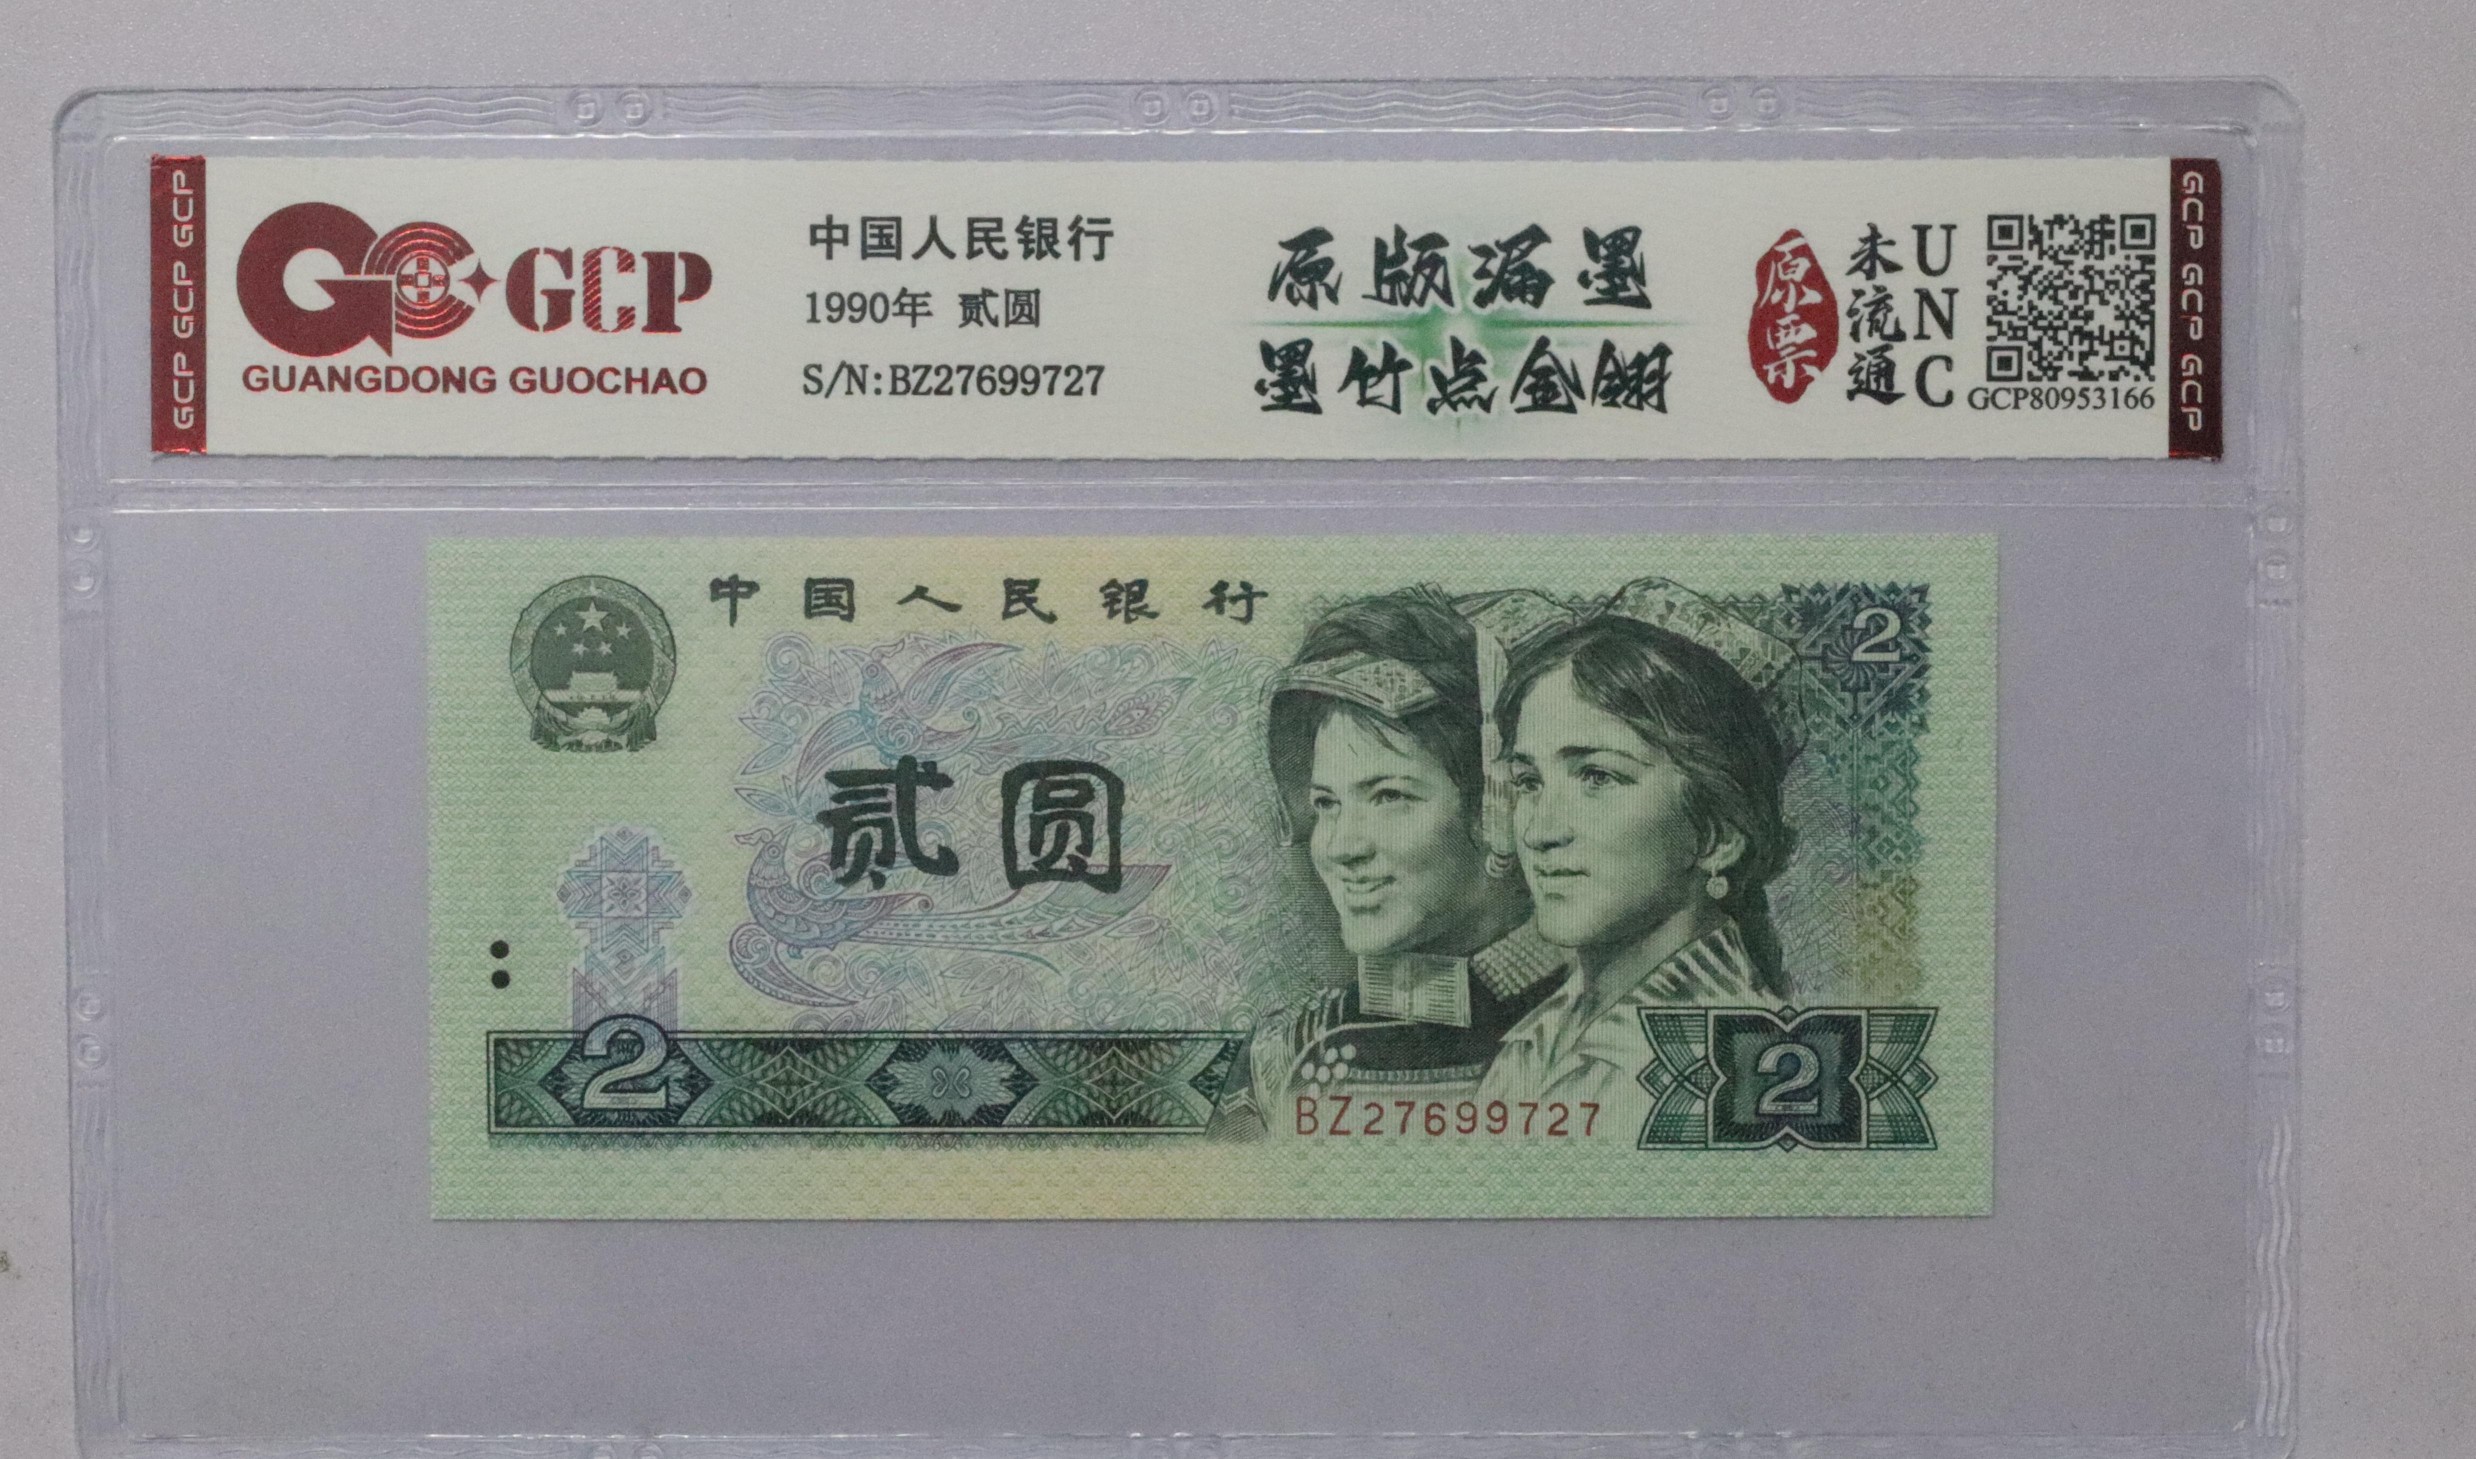 GCP GCP GCP
GCP
GUANGDONG GUOCHAO
中国人民银行
1990年 贰圆
S/N:BZ27699727
原版漏墨
墨竹点金翎
原票
未流通
UNC
GCP80953166
GCP GCP GCP
中国人民银行
2
贰圆
2
BZ27699727
2